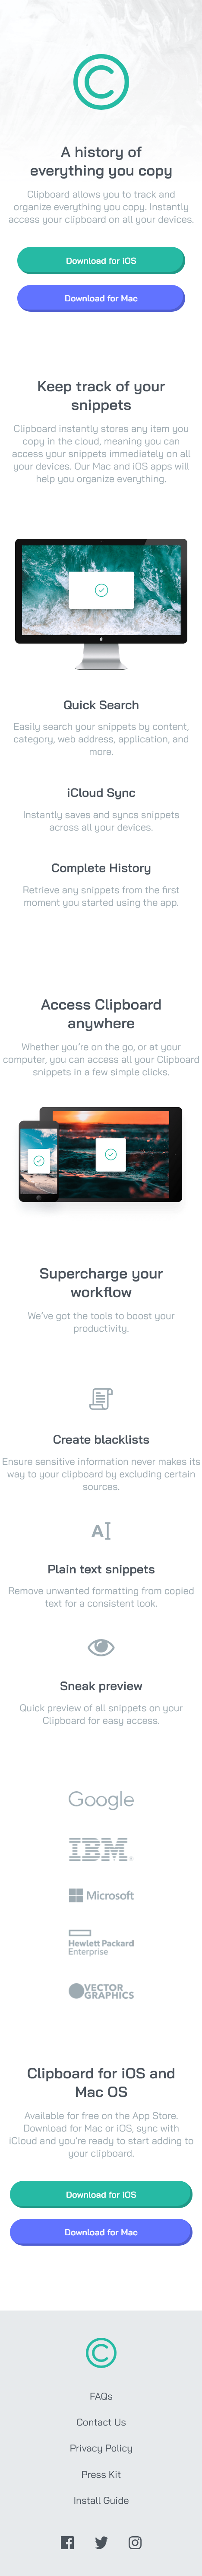 A history of
everything you copy
Clipboard allows you to track and
organize everything you copy. Instantly
access your clipboard on all your devices.
Download for iOS
Download for Mac
Keep track of your
snippets
Clipboard instantly stores any item you
copy in the cloud, meaning you can
access your snippets immediately on all
your devices. Our Mac and iOS apps will
help you organize everything.
Quick Search
Easily search your snippets by content,
category, web address, application, and
more.
iCloud Sync
Instantly saves and syncs snippets
across all your devices.
Complete History
Retrieve any snippets from the first
moment you started using the app.
Access Clipboard
anywhere
Whether you're on the go, or at your
computer, you can access all your Clipboard
snippets in a few simple clicks.
Supercharge your
workflow
We've got the tools to boost your
productivity.
Create blacklists
Ensure sensitive information never makes its
way to your clipboard by excluding certain
sources.
A
Plain text snippets
Remove unwanted formatting from copied
text for a consistent look.
Sneak preview
Quick preview of all snippets on your
Clipboard for easy access.
Google
IBM
Microsoft
Hewlett Packard
Enterprise
VECTOR
GRAPHICS
Clipboard for iOS and
Mac OS
Available for free on the App Store.
Download for Mac or iOS, sync with
iCloud and you're ready to start adding to
your clipboard.
Download for iOS
Download for Mac
FAQs
Contact Us
Privacy Policy
Press Kit
Install Guide